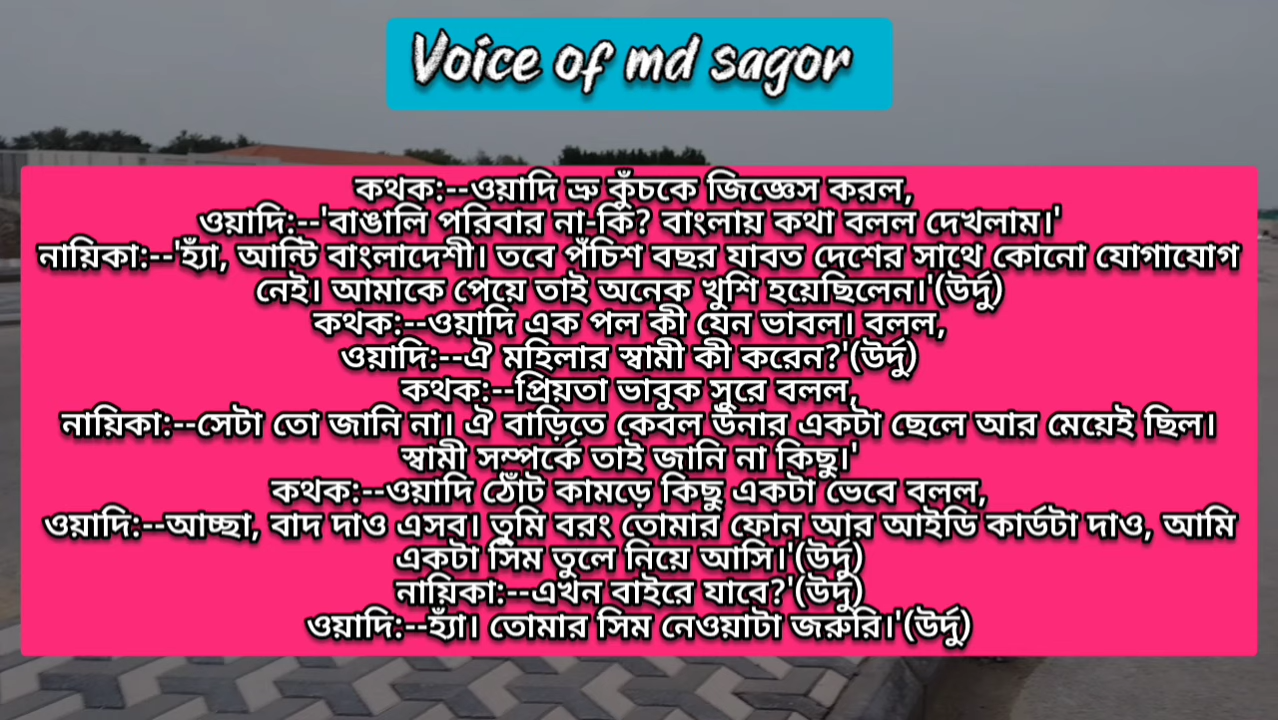 Voice of md sagor
কথক:--ওয়াদি ভ্রু কুঁচকে জিজ্ঞেস করল,
ওয়াদি:--'বাঙালি পরিবার না-কি? বাংলায় কথা বলল দেখলাম।'
নায়িকা:--'হ্যাঁ, আন্টি বাংলাদেশী। তবে পঁচিশ বছর যাবত দেশের সাথে কোনো যোগাযোগ
নেই। আমাকে পেয়ে তাই অনেক খুশি হয়েছিলেন।'(উর্দু)
কথক:--ওয়াদি এক পল কী যেন ভাবল। বলল,
ওয়াদি:--ঐ মহিলার স্বামী কী করেন?'(উর্দু)
কথক:--প্রিয়তা ভাবুক সুরে বলল,
নায়িকা:--সেটা তো জানি না। ঐ বাড়িতে কেবল উনার একটা ছেলে আর মেয়েই ছিল।
স্বামী সম্পর্কে তাই জানি না কিছু।'
কথক:--ওয়াদি ঠোঁট কামড়ে কিছু একটা ভেবে বলল,
ওয়াদি:--আচ্ছা, বাদ দাও এসব। তুমি বরং তোমার ফোন আর আইডি কার্ডটা দাও, আমি
একটা সিম তুলে নিয়ে আসি।'(উর্দু)
নায়িকা:--এখন বাইরে যাবে?'(উর্দু)
ওয়াদি:--হ্যাঁ। তোমার সিম নেওয়াটা জরুরি।'(উর্দু)